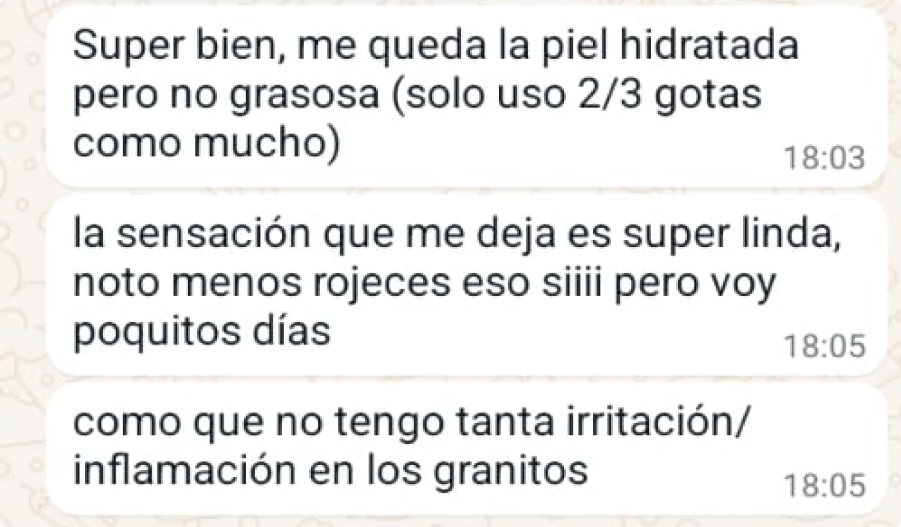 Super bien, me queda la piel hidratada
pero no grasosa (solo uso 2/3 gotas
como mucho)
18:03
la sensación que me deja es super linda,
noto menos rojeces eso siiii pero voy
poquitos días
18:05
como que no tengo tanta irritación/
inflamación en los granitos
18:05